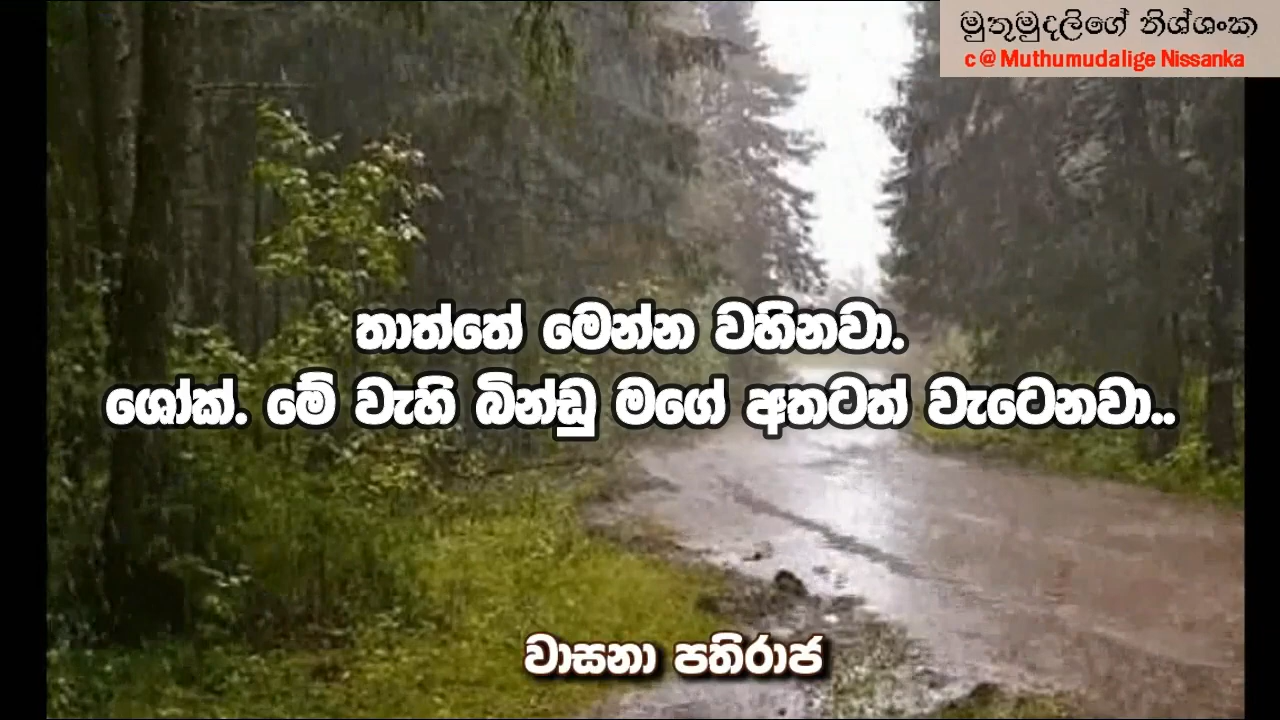 මුතුමුදලිගේ නිශ්ශංක
c@Muthumudalige Nissanka
තාත්තේ මෙන්න වහිනවා.
ශෝක්. මේ වැහි බින්ඩු මගේ අතටත් වැටෙනවා..
වාසනා පතිරාජ